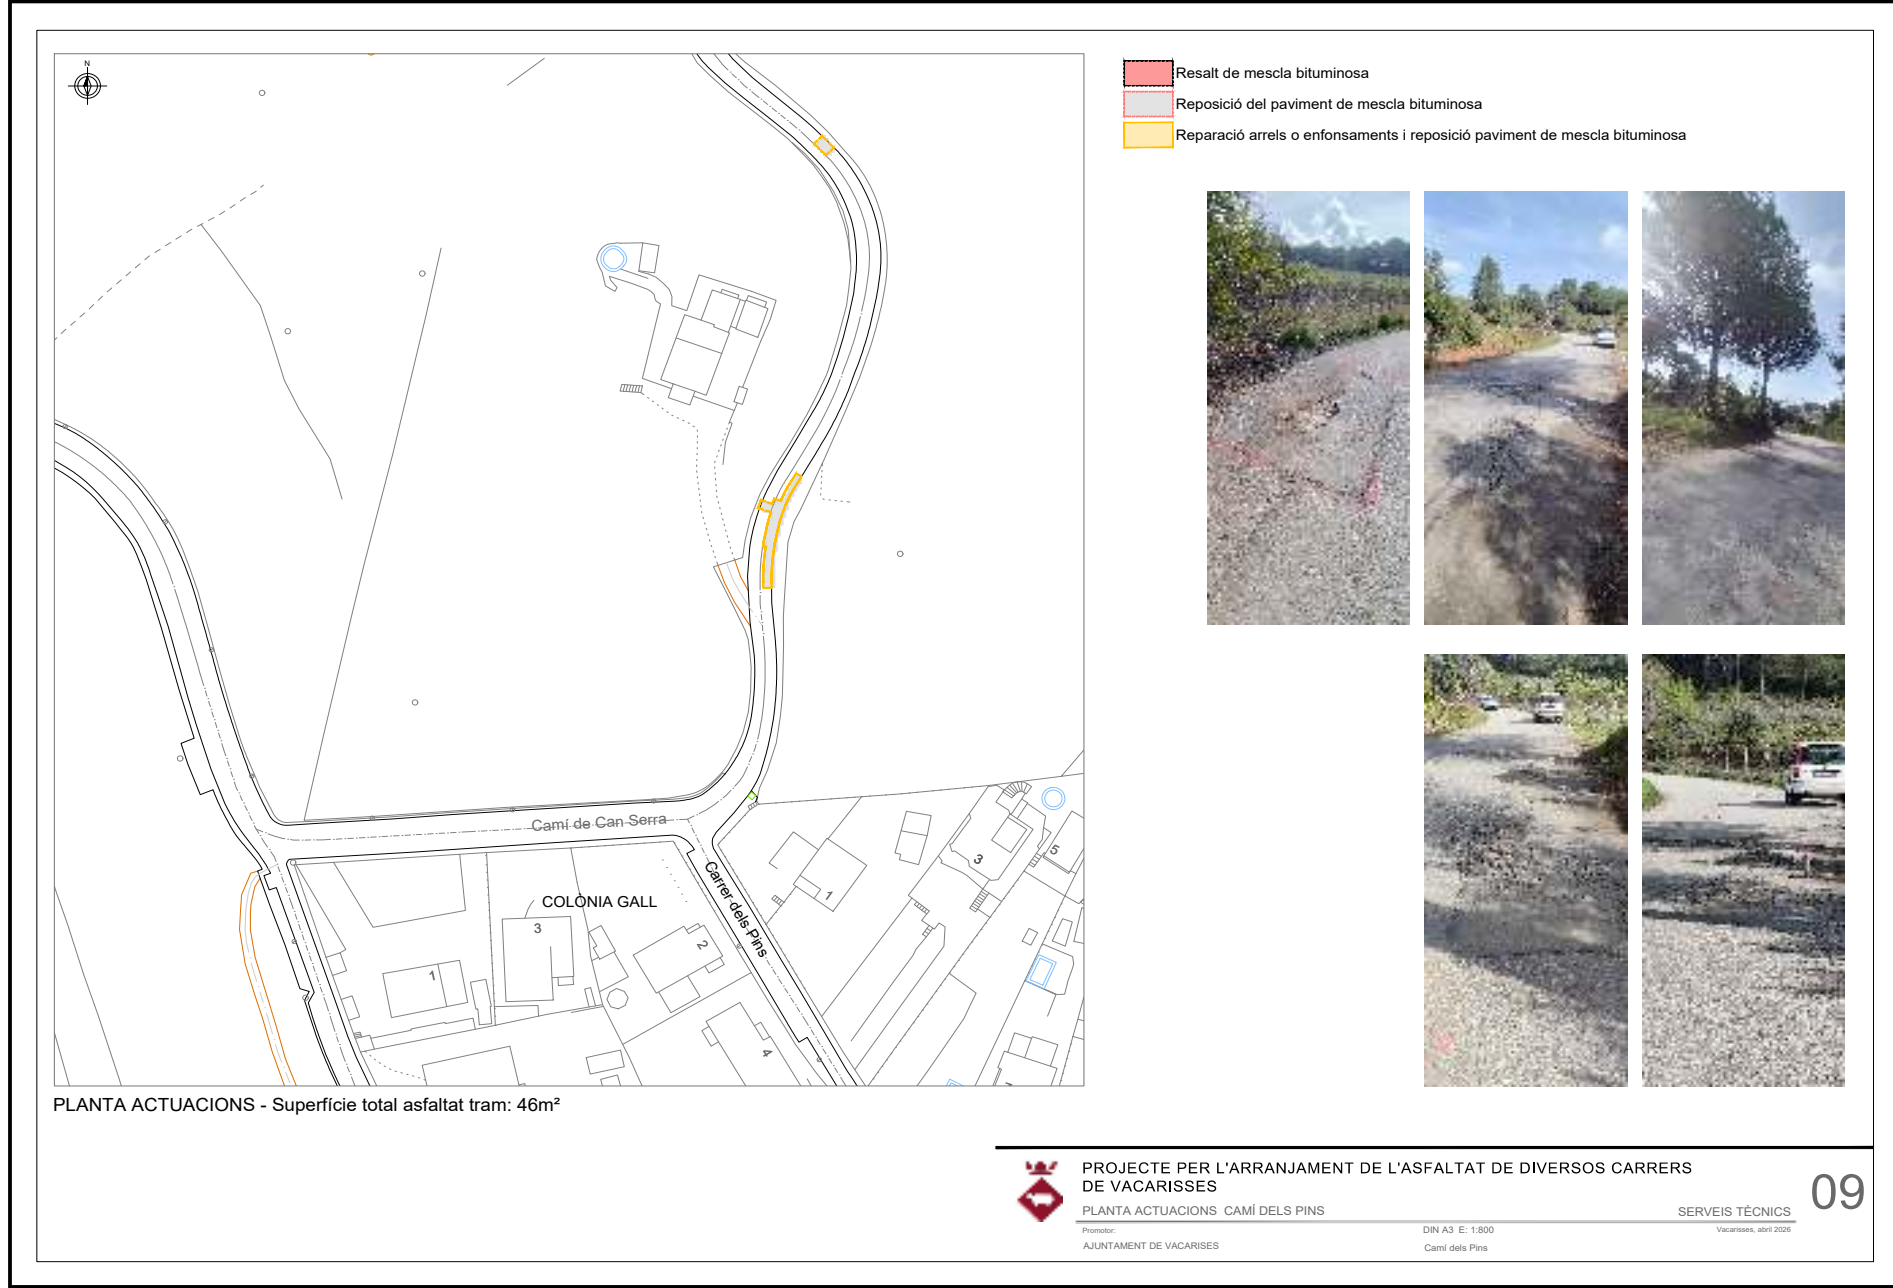 N
Resalt de mescla bituminosa
Reposició del paviment de mescla bituminosa
Reparació arrels o enfonsaments i reposició paviment de mescla bituminosa
Camí de Can Serra
Carrer dels Pins
COLÒNIA GALL
3
1
2
4
1
3
5
PLANTA ACTUACIONS - Superfície total asfaltat tram: 46m²
PROJECTE PER L'ARRANJAMENT DE L'ASFALTAT DE DIVERSOS CARRERS
DE VACARISSES
09
PLANTA ACTUACIONS CAMÍ DELS PINS
SERVEIS TÈCNICS
Promotor:
DIN A3 E: 1:800
Vacarisses, abril 2026
AJUNTAMENT DE VACARISES
Camí dels Pins